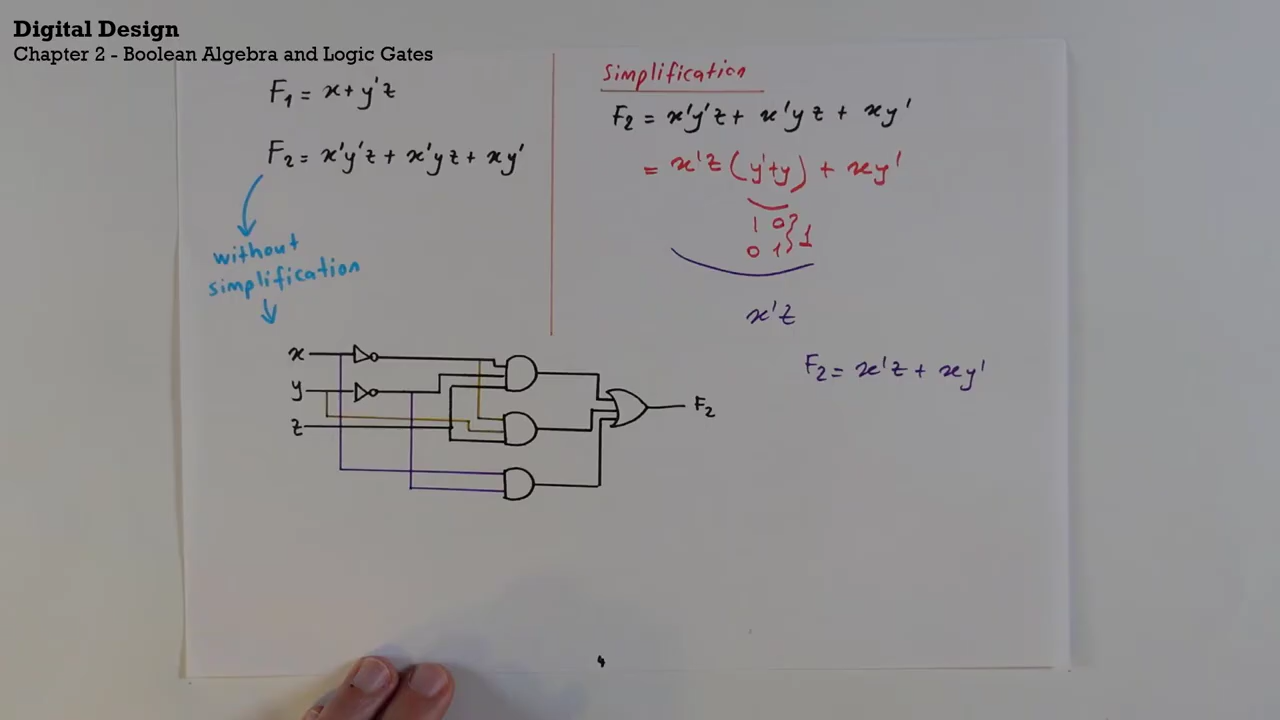 Digital Design
Chapter 2 - Boolean Algebra and Logic Gates
F₁ = x + y'z
F₂ = x'y'z + x'yz + xy'
without
simplification
x
y
z
F₂
Simplification
F₂ = x'y'z + x'yz + xy'
= x'z (y'+y) + xy'
1 0
0 1 } 1
x'z
F₂ = x'z + xy'
4